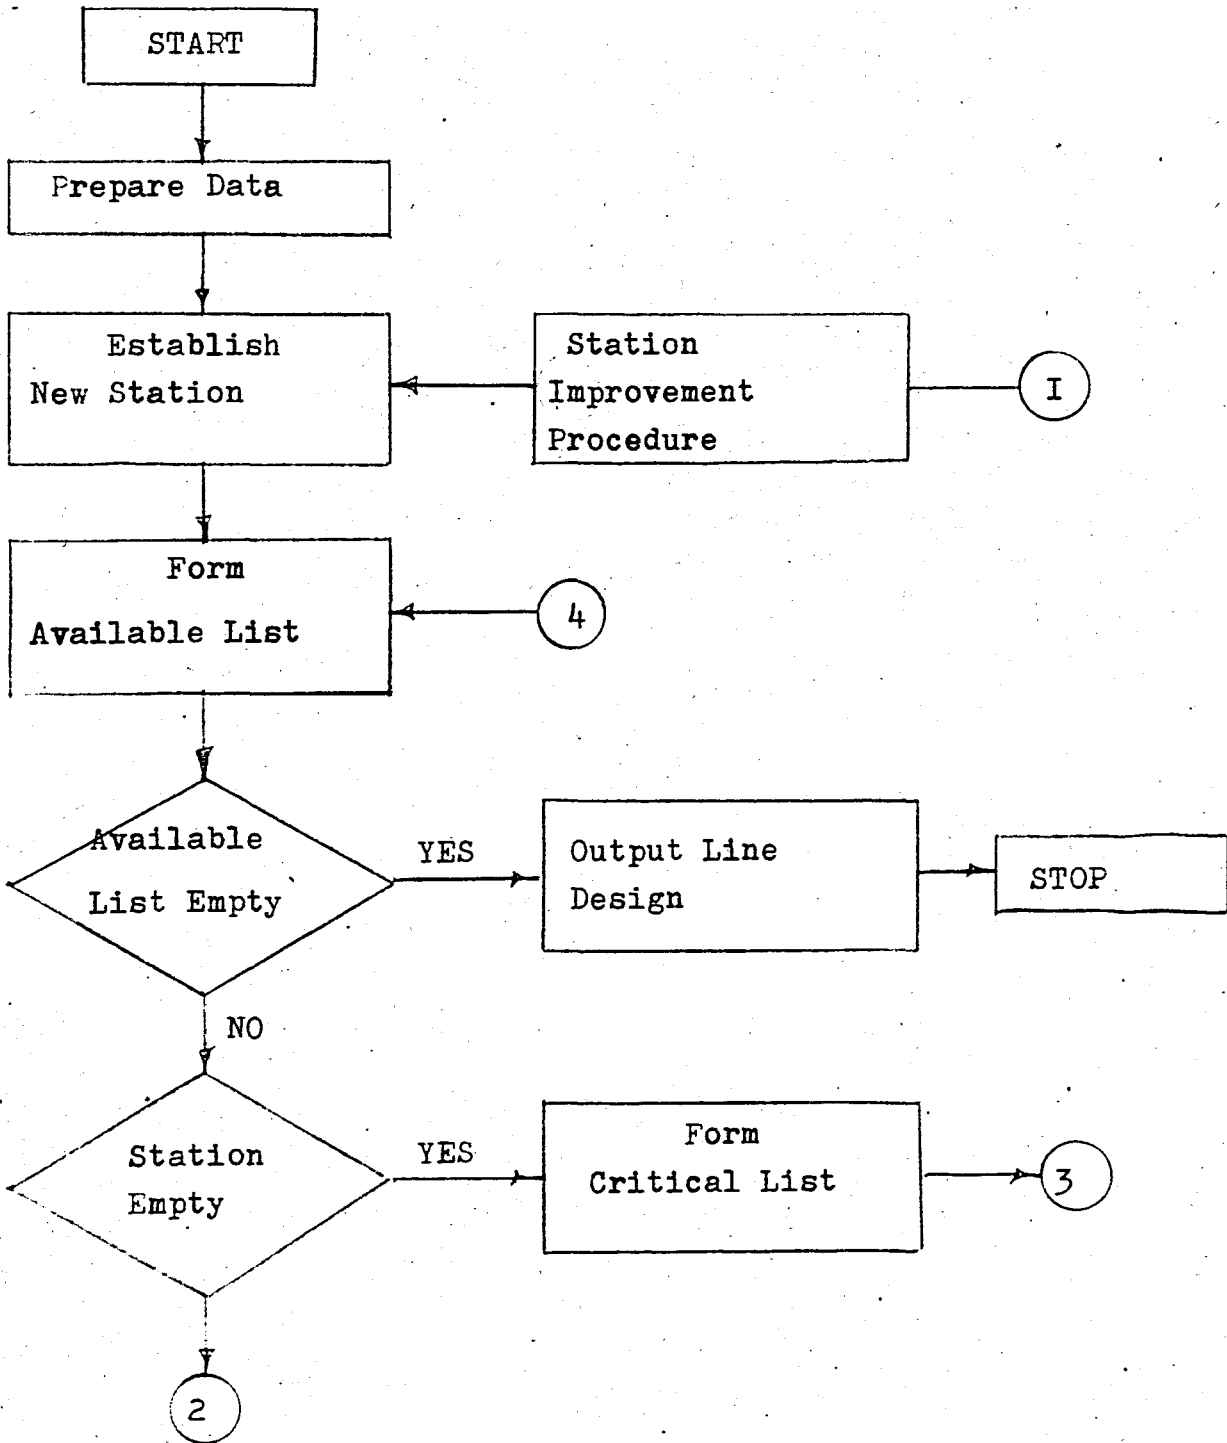 START
Prepare Data
Establish
New Station
Station
Improvement
Procedure
I
Form
Available List
4
Available
List Empty
YES
Output Line
Design
STOP
NO
Station
Empty
YES
Form
Critical List
3
2